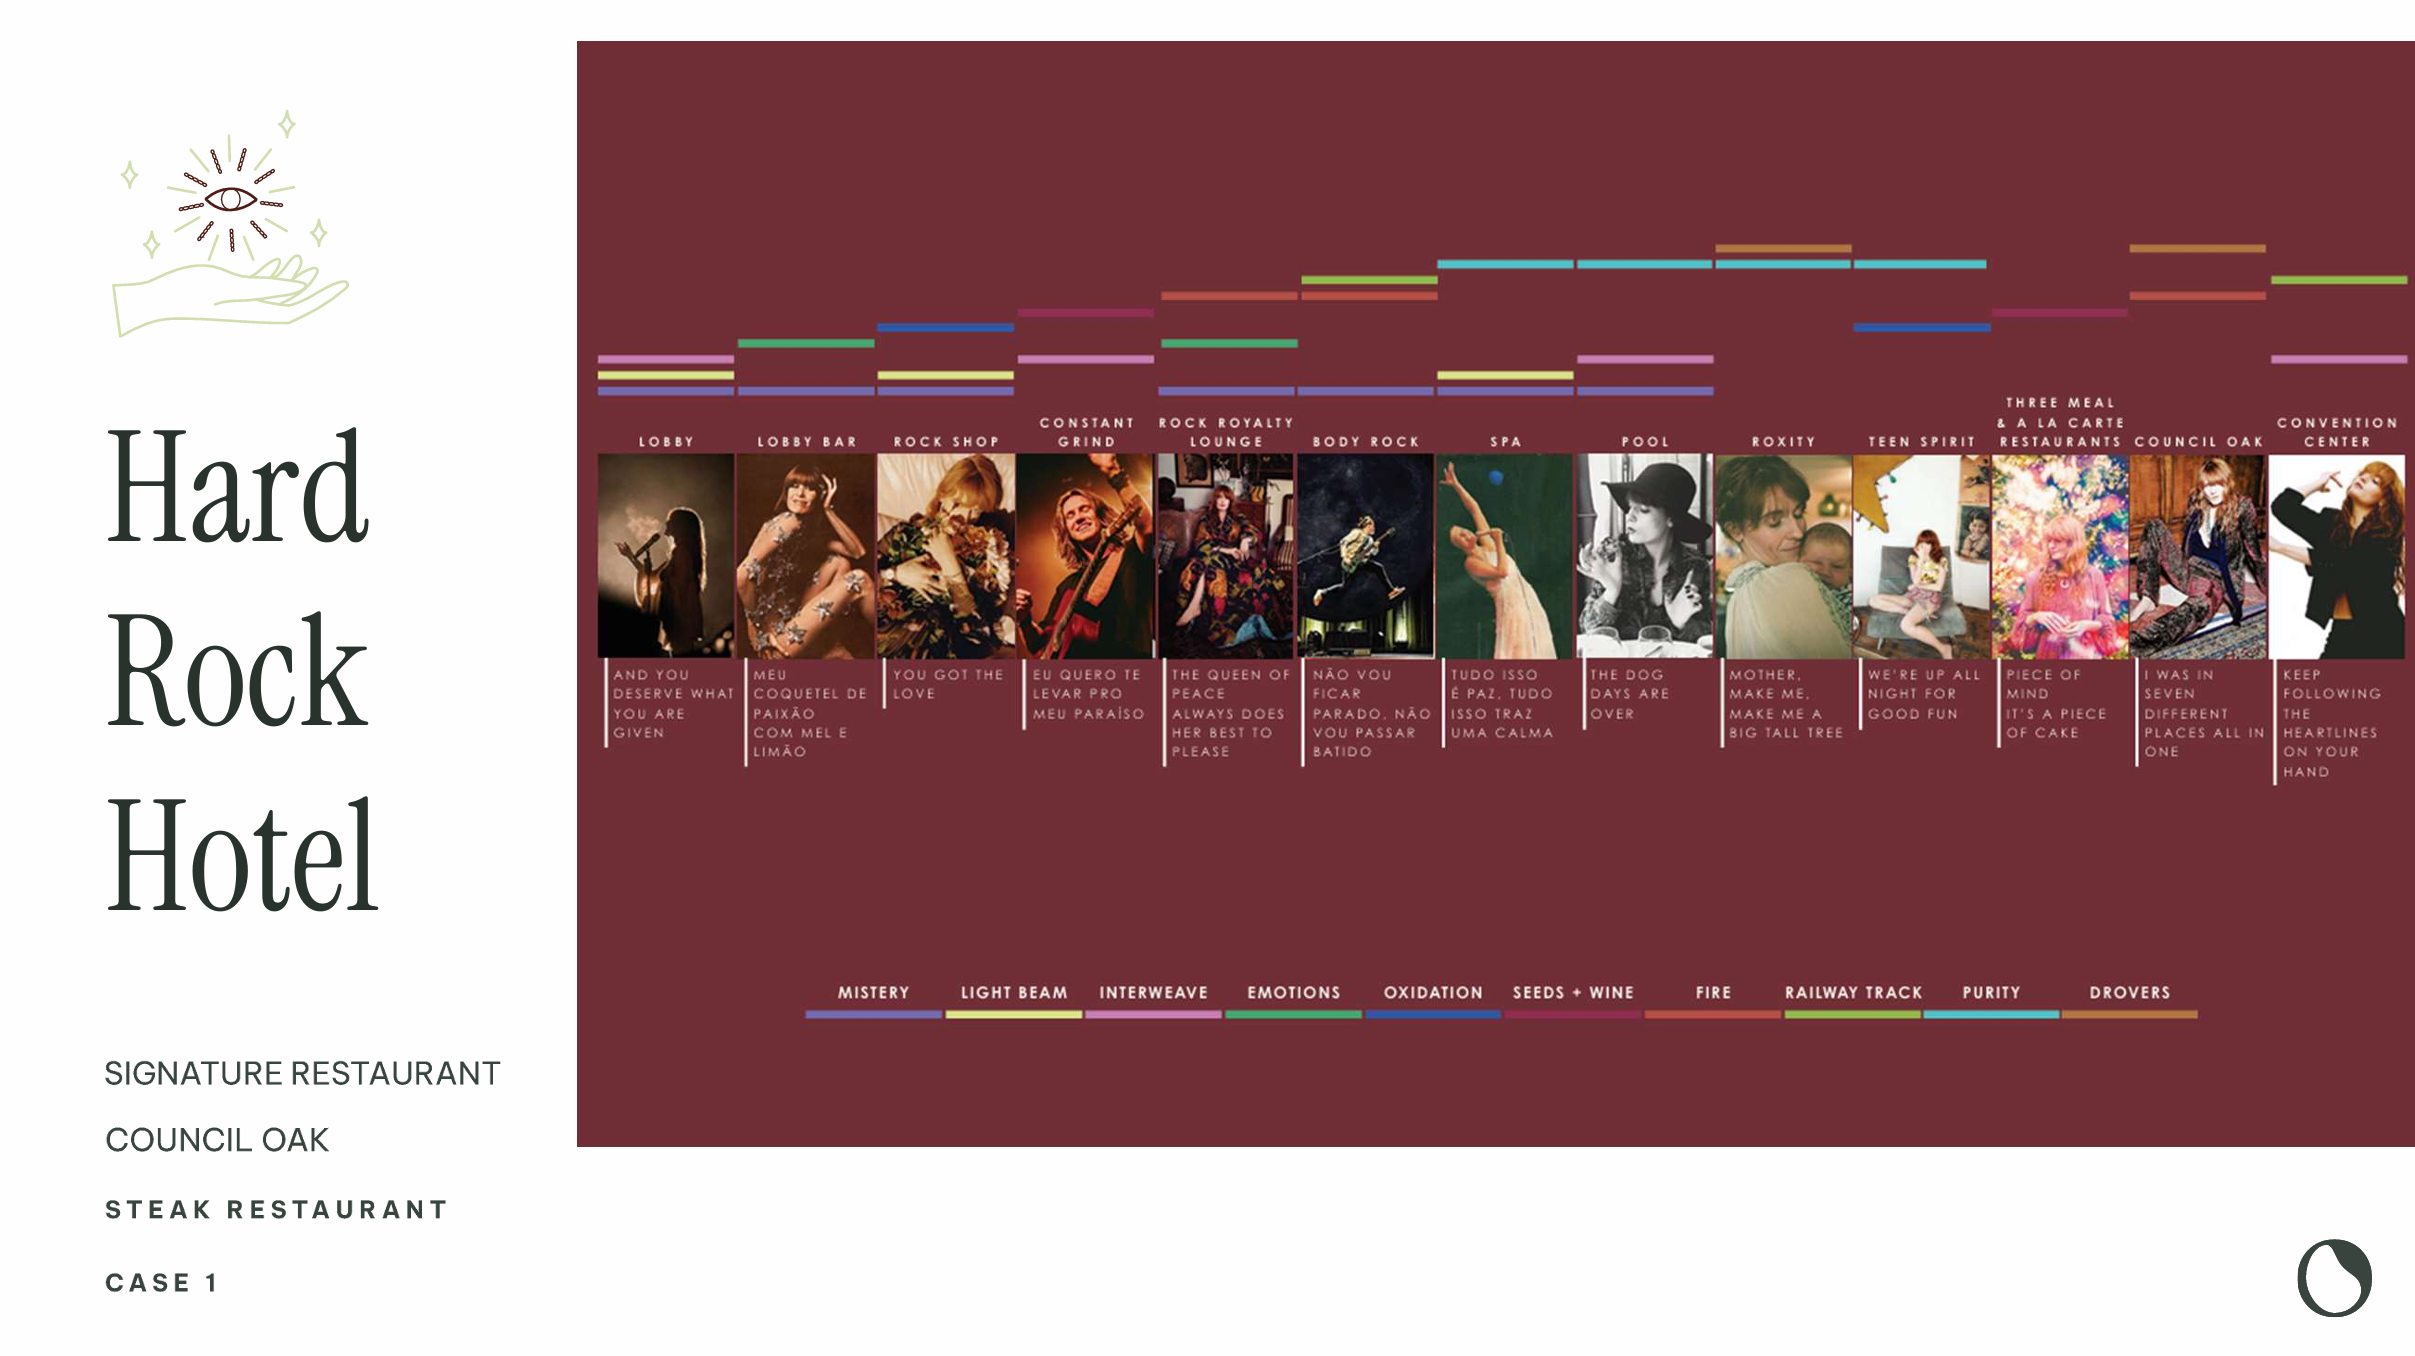 Hard
Rock
Hotel
SIGNATURE RESTAURANT
COUNCIL OAK
STEAK RESTAURANT
CASE 1
LOBBY
LOBBY BAR
ROCK SHOP
CONSTANT
GRIND
ROCK ROYALTY
LOUNGE
BODY ROCK
SPA
POOL
ROXITY
TEEN SPIRIT
THREE MEAL
& A LA CARTE
RESTAURANTS
COUNCIL OAK
CONVENTION
CENTER
AND YOU
DESERVE WHAT
YOU ARE
GIVEN
MEU
COQUETEL DE
PAIXÃO
COM MEL E
LIMÃO
YOU GOT THE
LOVE
EU QUERO TE
LEVAR PRO
MEU PARAÍSO
THE QUEEN OF
PEACE
ALWAYS DOES
HER BEST TO
PLEASE
NÃO VOU
FICAR
PARADO, NÃO
VOU PASSAR
BATIDO
TUDO ISSO
É PAZ, TUDO
ISSO TRAZ
UMA CALMA
THE DOG
DAYS ARE
OVER
MOTHER,
MAKE ME,
MAKE ME A
BIG TALL TREE
WE'RE UP ALL
NIGHT FOR
GOOD FUN
PIECE OF
MIND
IT'S A PIECE
OF CAKE
I WAS IN
SEVEN
DIFFERENT
PLACES ALL IN
ONE
KEEP
FOLLOWING
THE
HEARTLINES
ON YOUR
HAND
MISTERY
LIGHT BEAM
INTERWEAVE
EMOTIONS
OXIDATION
SEEDS + WINE
FIRE
RAILWAY TRACK
PURITY
DROVERS